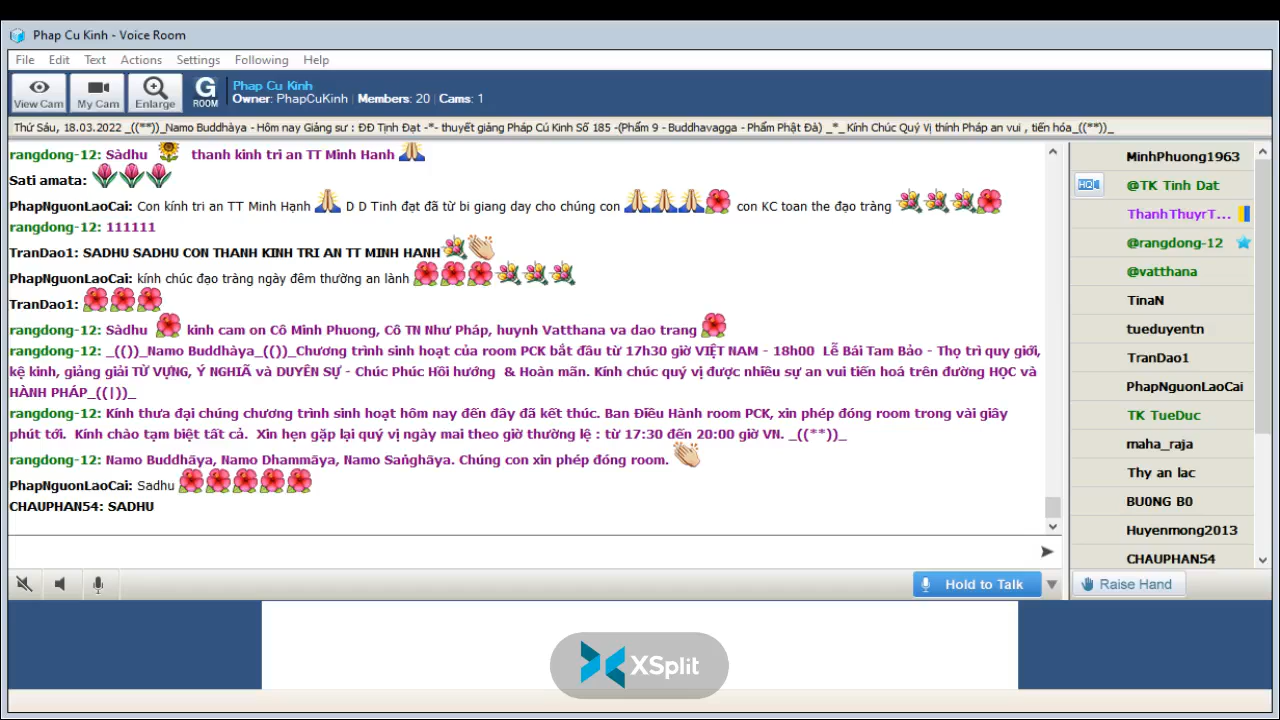 Phap Cu Kinh - Voice Room
File Edit Text Actions Settings Following Help
View Cam My Cam Enlarge G ROOM
Phap Cu Kinh
Owner: PhapCuKinh Members: 20 Cams: 1
Thứ Sáu, 18.03.2022 _((**))_Namo Buddhàya - Hôm nay Giảng sư : ĐĐ Tịnh Đạt -*- thuyết giảng Pháp Cú Kinh Số 185 -(Phẩm 9 - Buddhavagga - Phẩm Phật Đà) _*_ Kính Chúc Quý Vị thính Pháp an vui , tiến hóa_((**))_
rangdong-12: Sàdhu thanh kinh tri an TT Minh Hanh
Sati amata:
PhapNguonLaoCai: Con kính tri an TT Minh Hạnh D D Tinh đạt đã từ bi giang day cho chúng con con KC toan the đạo tràng
rangdong-12: 111111
TranDao1: SADHU SADHU CON THANH KINH TRI AN TT MINH HANH
PhapNguonLaoCai: kính chúc đạo tràng ngày đêm thường an lành
TranDao1:
rangdong-12: Sàdhu kinh cam on Cô Minh Phuong, Cô TN Như Pháp, huynh Vatthana va dao trang
rangdong-12: _(())_Namo Buddhàya_(())_Chương trình sinh hoạt của room PCK bắt đầu từ 17h30 giờ VIỆT NAM - 18h00 Lễ Bái Tam Bảo - Thọ trì quy giới,
kệ kinh, giảng giải TỪ VỰNG, Ý NGHĨA và DUYÊN SỰ - Chúc Phúc Hồi hướng & Hoàn mãn. Kính chúc quý vị được nhiều sự an vui tiến hoá trên đường HỌC và
HÀNH PHÁP_((|))_
rangdong-12: Kính thưa đại chúng chương trình sinh hoạt hôm nay đến đây đã kết thúc. Ban Điều Hành room PCK, xin phép đóng room trong vài giây
phút tới. Kính chào tạm biệt tất cả. Xin hẹn gặp lại quý vị ngày mai theo giờ thường lệ : từ 17:30 đến 20:00 giờ VN. _((**))_
rangdong-12: Namo Buddhāya, Namo Dhammāya, Namo Saṅghāya. Chúng con xin phép đóng room.
PhapNguonLaoCai: Sadhu
CHAUPHAN54: SADHU
MinhPhuong1963
HQ @TK Tinh Dat
ThanhThuyrT...
@rangdong-12
@vatthana
TinaN
tueduyentn
TranDao1
PhapNguonLaoCai
TK TueDuc
maha_raja
Thy an lac
BU0NG B0
Huyenmong2013
CHAUPHAN54
Hold to Talk
Raise Hand
XSplit